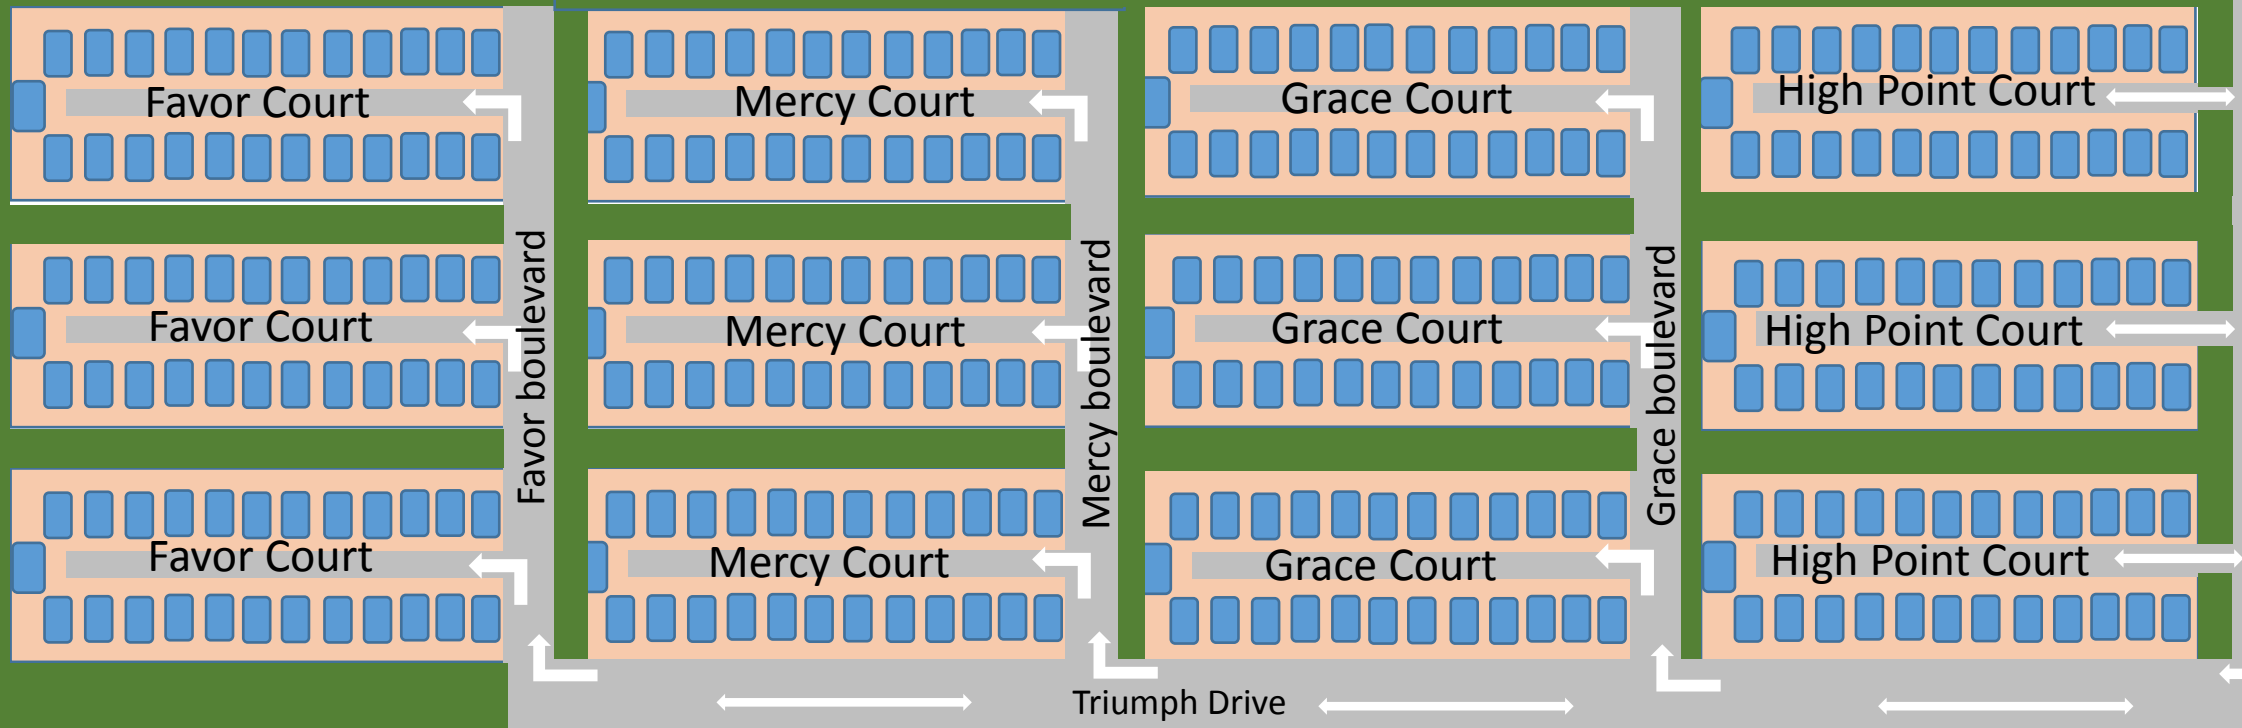 Favor Court
Mercy Court
Grace Court
High Point Court
Favor Court
Mercy Court
Grace Court
High Point Court
Favor boulevard
Mercy boulevard
Grace boulevard
Favor Court
Mercy Court
Grace Court
High Point Court
Triumph Drive